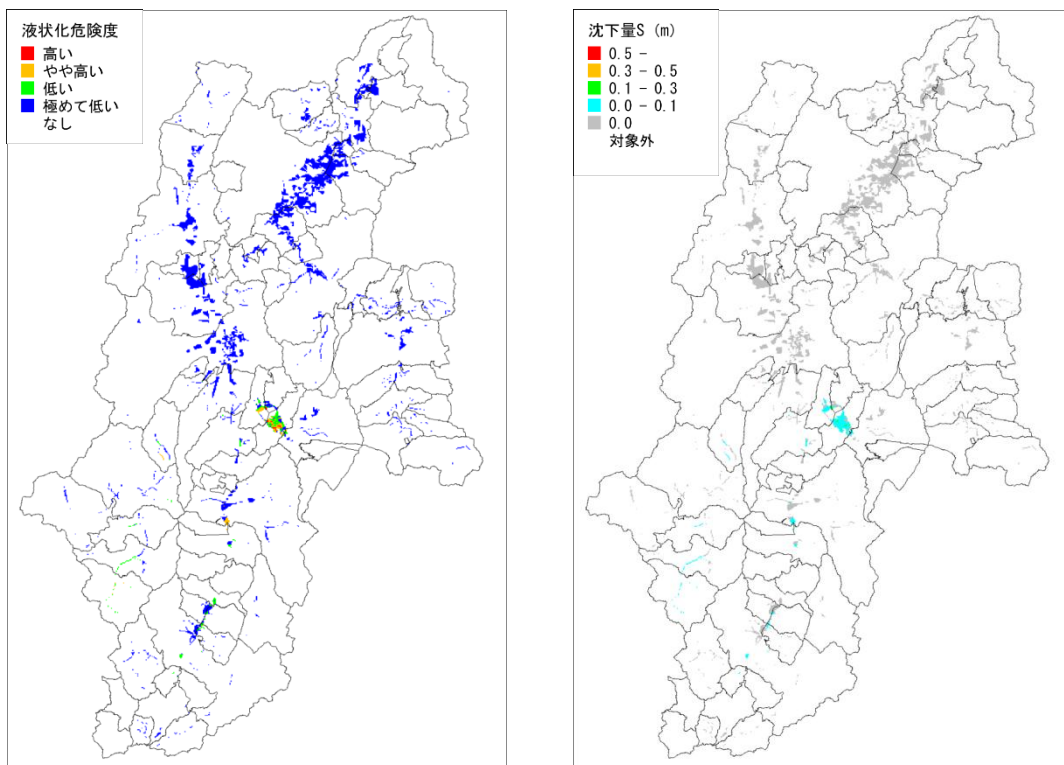 液状化危険度
高い
やや高い
低い
極めて低い
なし
沈下量S (m)
0.5 -
0.3 - 0.5
0.1 - 0.3
0.0 - 0.1
0.0
対象外